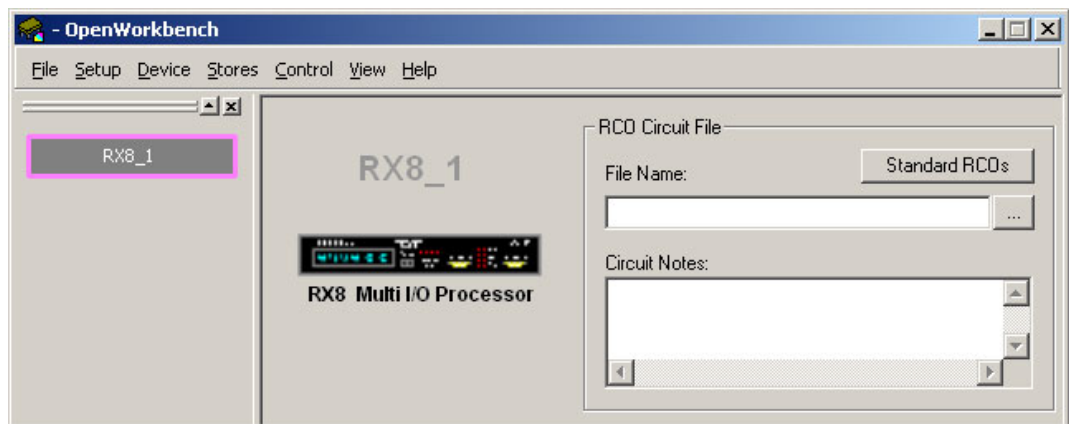 - OpenWorkbench
File Setup Device Stores Control View Help
RX8_1
RX8_1
RX8 Multi I/O Processor
RCO Circuit File
File Name:
Standard RCOs
...
Circuit Notes: